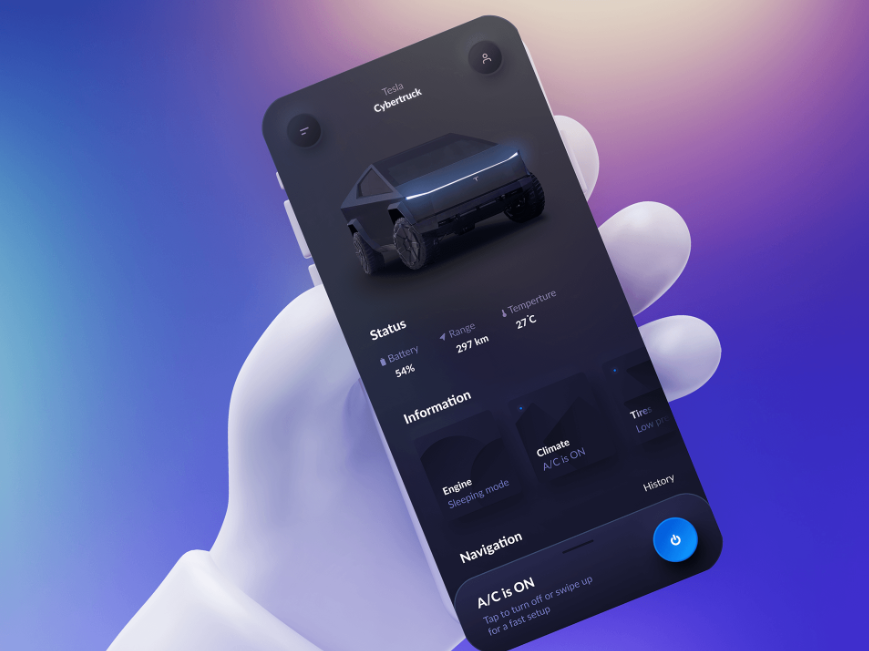 Tesla
Cybertruck
Status
Battery
54%
Range
297 km
Temperture
27°C
Information
Engine
Sleeping mode
Climate
A/C is ON
Tires
Low
Navigation
History
A/C is ON
Tap to turn off or swipe up
for a fast setup